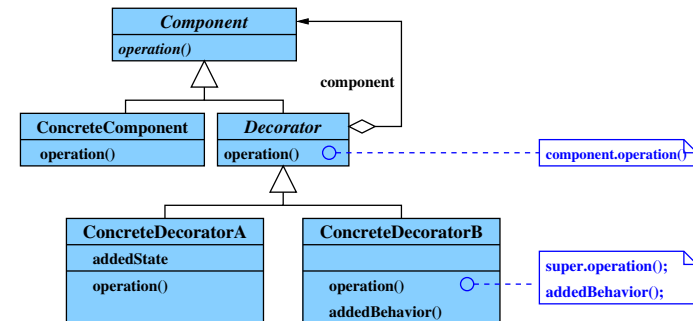 Component
operation()
component
ConcreteComponent
operation()
Decorator
operation()
component.operation()
ConcreteDecoratorA
addedState
operation()
ConcreteDecoratorB
operation()
addedBehavior()
super.operation();
addedBehavior();